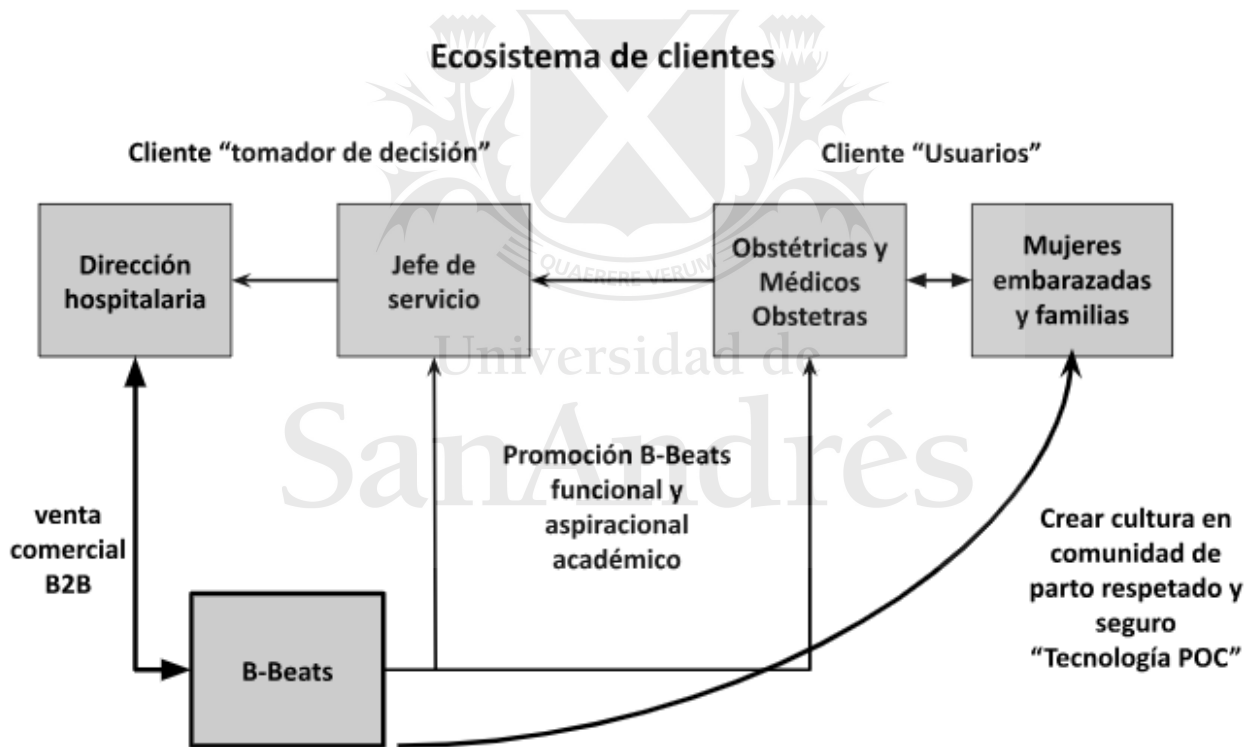 Ecosistema de clientes
Cliente “tomador de decisión”
Cliente “Usuarios”
Dirección
hospitalaria
Jefe de
servicio
Obstétricas y
Médicos
Obstetras
Mujeres
embarazadas
y familias
QUAERERE VERUM
Universidad de
SanAndrés
Promoción B-Beats
funcional y
aspiracional
académico
venta
comercial
B2B
Crear cultura en
comunidad de
parto respetado y
seguro
“Tecnología POC”
B-Beats